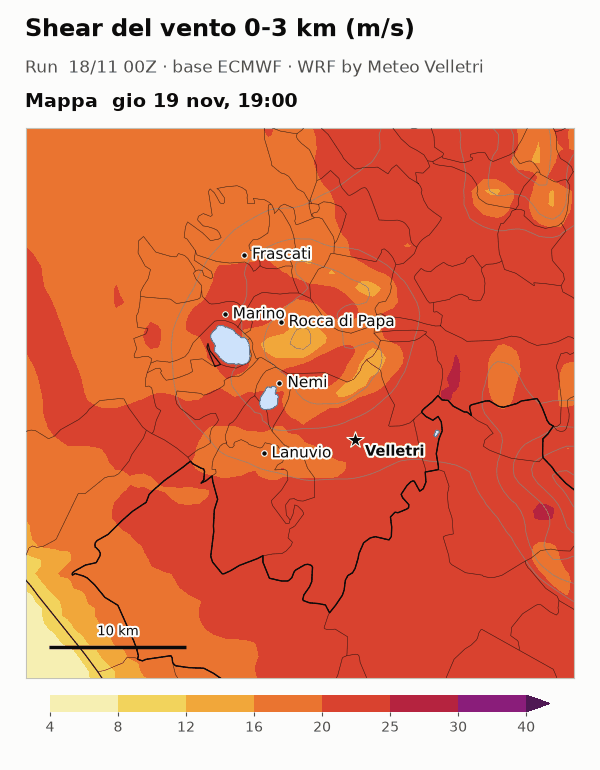 Shear del vento 0-3 km (m/s)
Run  18/11 00Z · base ECMWF · WRF by Meteo Velletri
Mappa  gio 19 nov, 19:00
Frascati
Marino
Rocca di Papa
Nemi
Velletri
Lanuvio
10 km
4 8 12 16 20 25 30 40